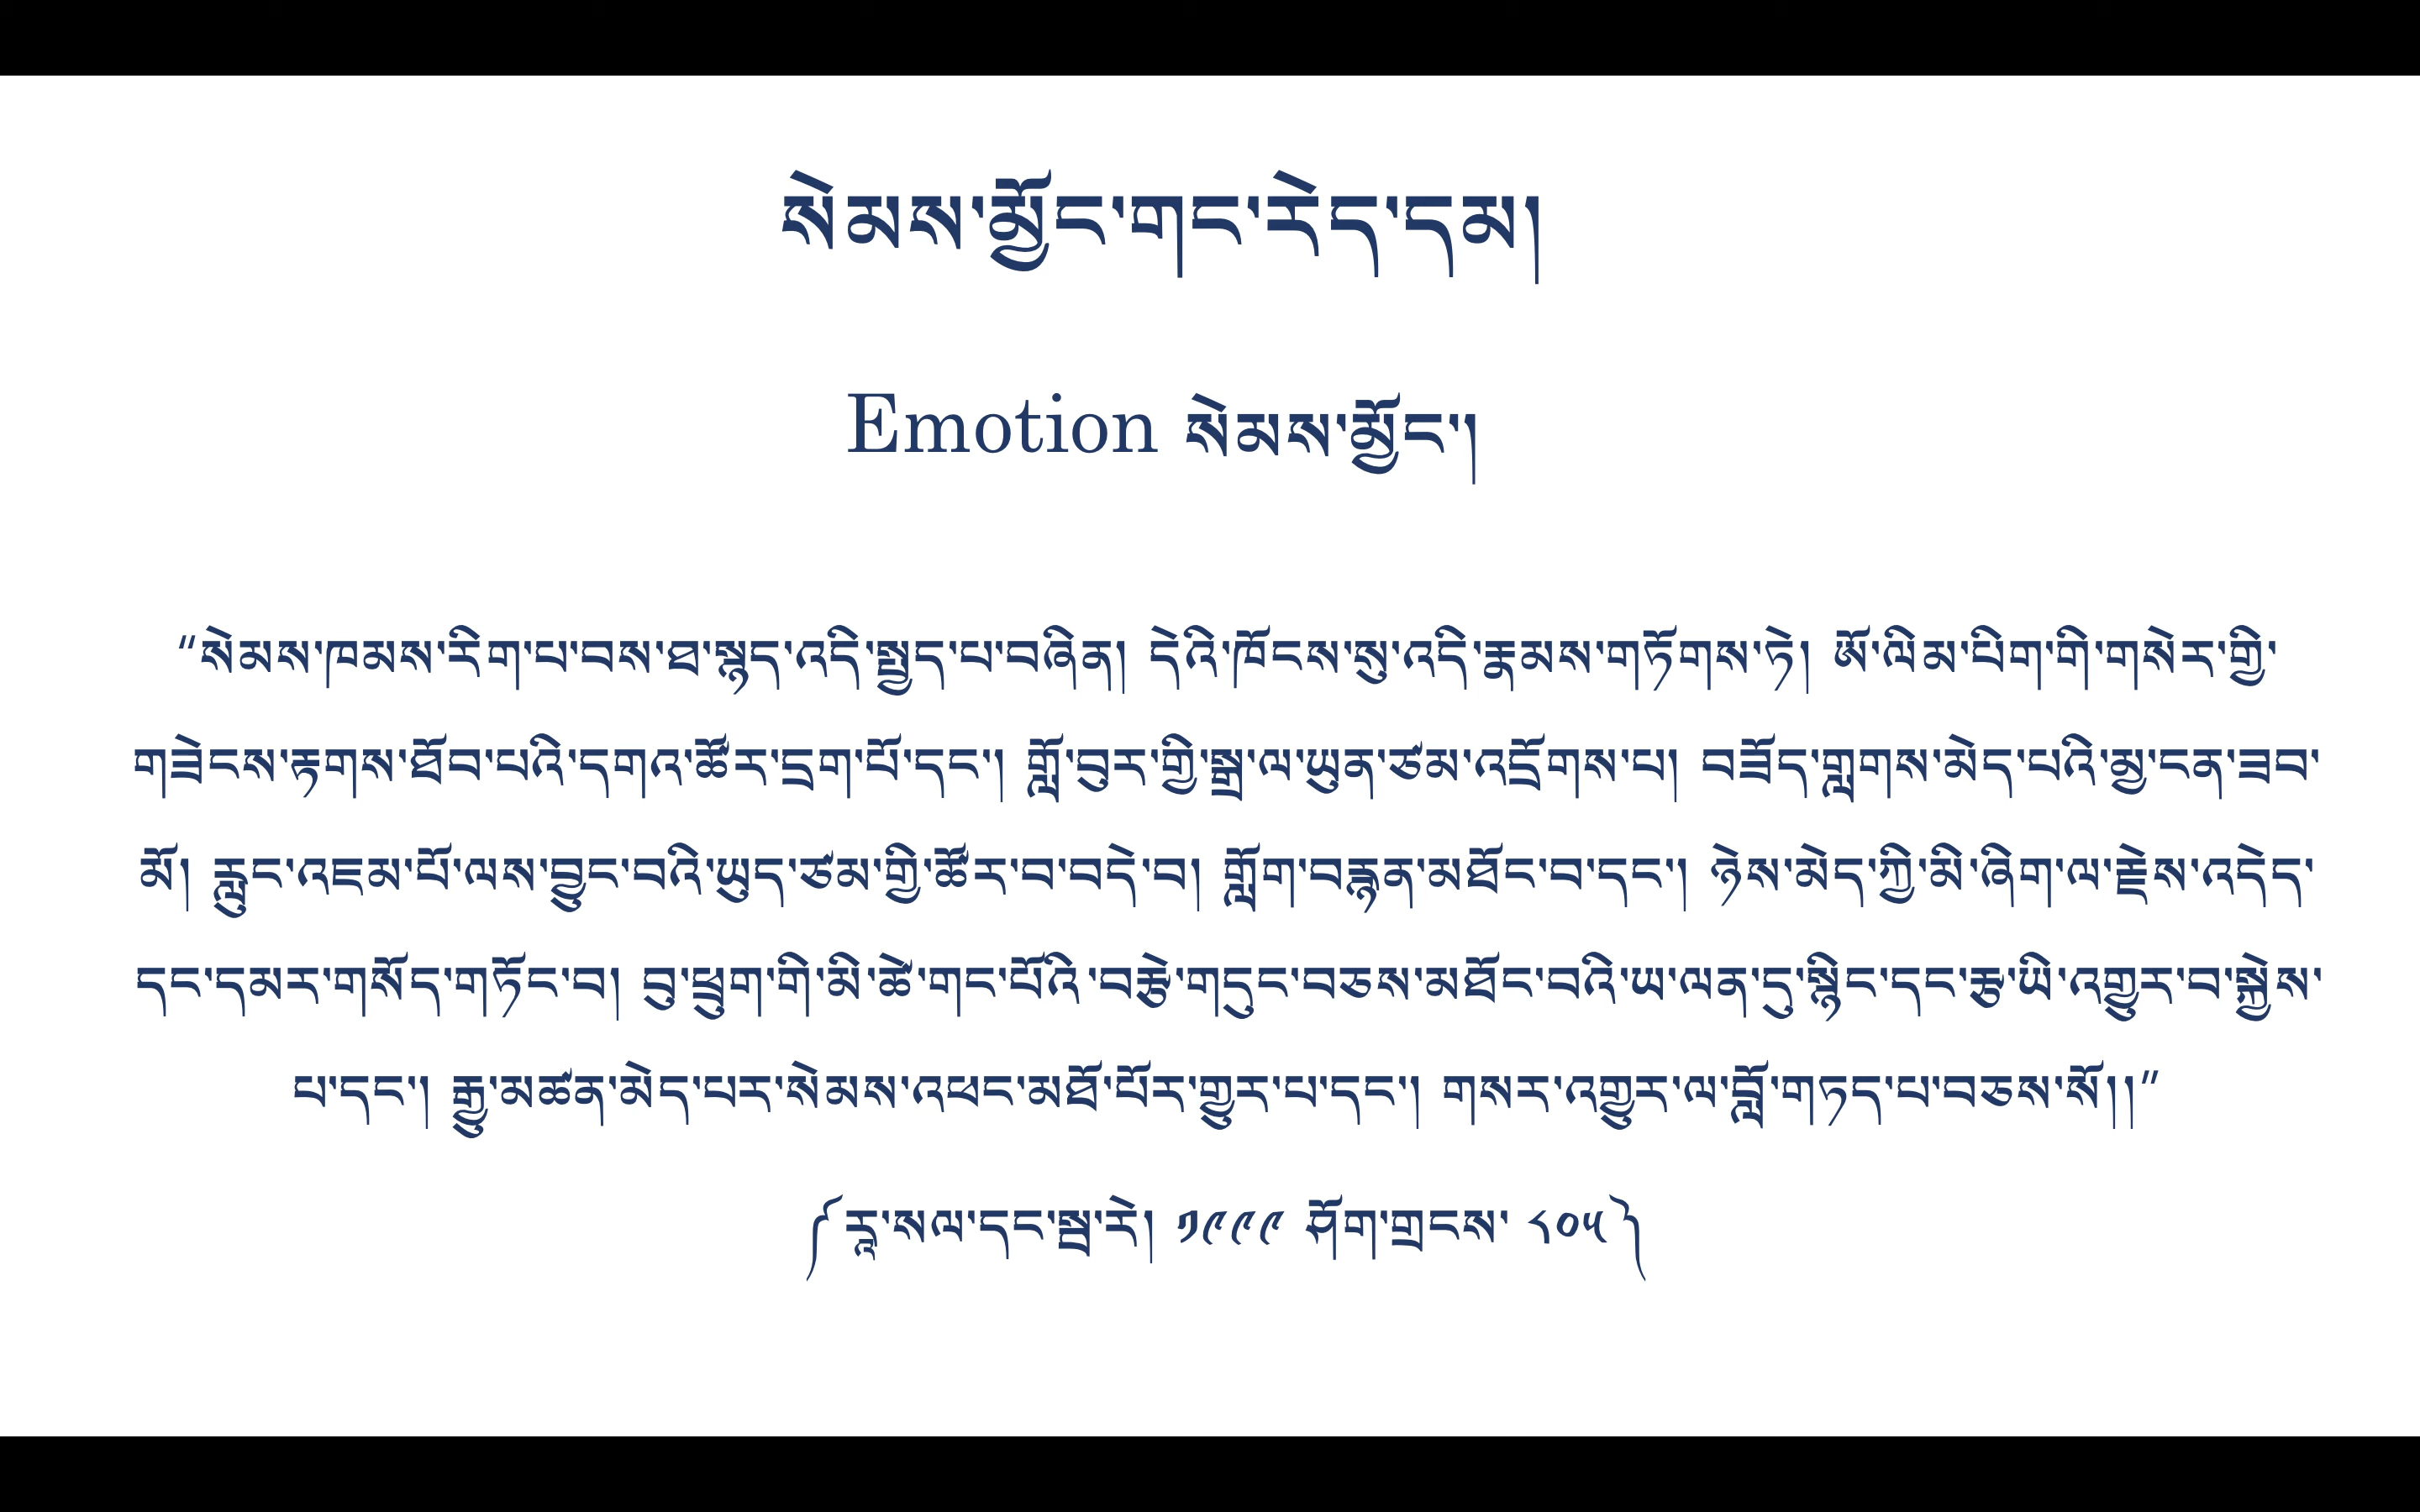 སེམས་མྱོང་གང་རེད་དམ།
Emotion སེམས་མྱོང་།
“སེམས་ཁམས་རིག་པ་བས་ཐ་སྙད་འདི་སྤྱད་པ་བཞིན། དེའི་ཁོངས་སུ་འདི་རྣམས་གཏོགས་ཏེ། ཨོ་ལིམ་པིག་གི་གསེར་གྱི་
གཟེངས་རྟགས་ཐོབ་པའི་དགའ་ཚོར་དྲག་པོ་དང་། གློ་བུར་གྱི་སྒྲ་ལ་ཡུན་ཙམ་འདྲོགས་པ། བཟོད་གླགས་མེད་པའི་མྱ་ངན་ཟབ་
མོ། རླུང་འཇམ་པོ་ལས་བྱུང་བའི་ཡུད་ཙམ་གྱི་ཚོར་བ་བདེ་བ། གློག་བརྙན་མཐོང་བ་དང་། ཉེས་མེད་ཀྱི་མི་ཞིག་ལ་རྗེས་འདེད་
དང་དམར་གསོད་གཏོང་བ། བུ་ཕྲུག་གི་མི་ཚེ་གང་པོའི་བརྩེ་གདུང་བཅས་མཐོང་བའི་ཡ་ལན་དུ་སྙིང་དང་རྩ་ཡི་འགྱུར་བ་སྐྱེས་
པ་དང་། རྒྱུ་མཚན་མེད་པར་སེམས་འཕང་མཐོ་པོར་གྱུར་པ་དང་། གསར་འགྱུར་ལ་བློ་གཏད་པ་བཅས་སོ།།”
༼ ད྄ལ་སལ་དང་སྦྲ་རེ། ༡༩༩༩ ཤོག་གྲངས་ ༨༠༥ ༽